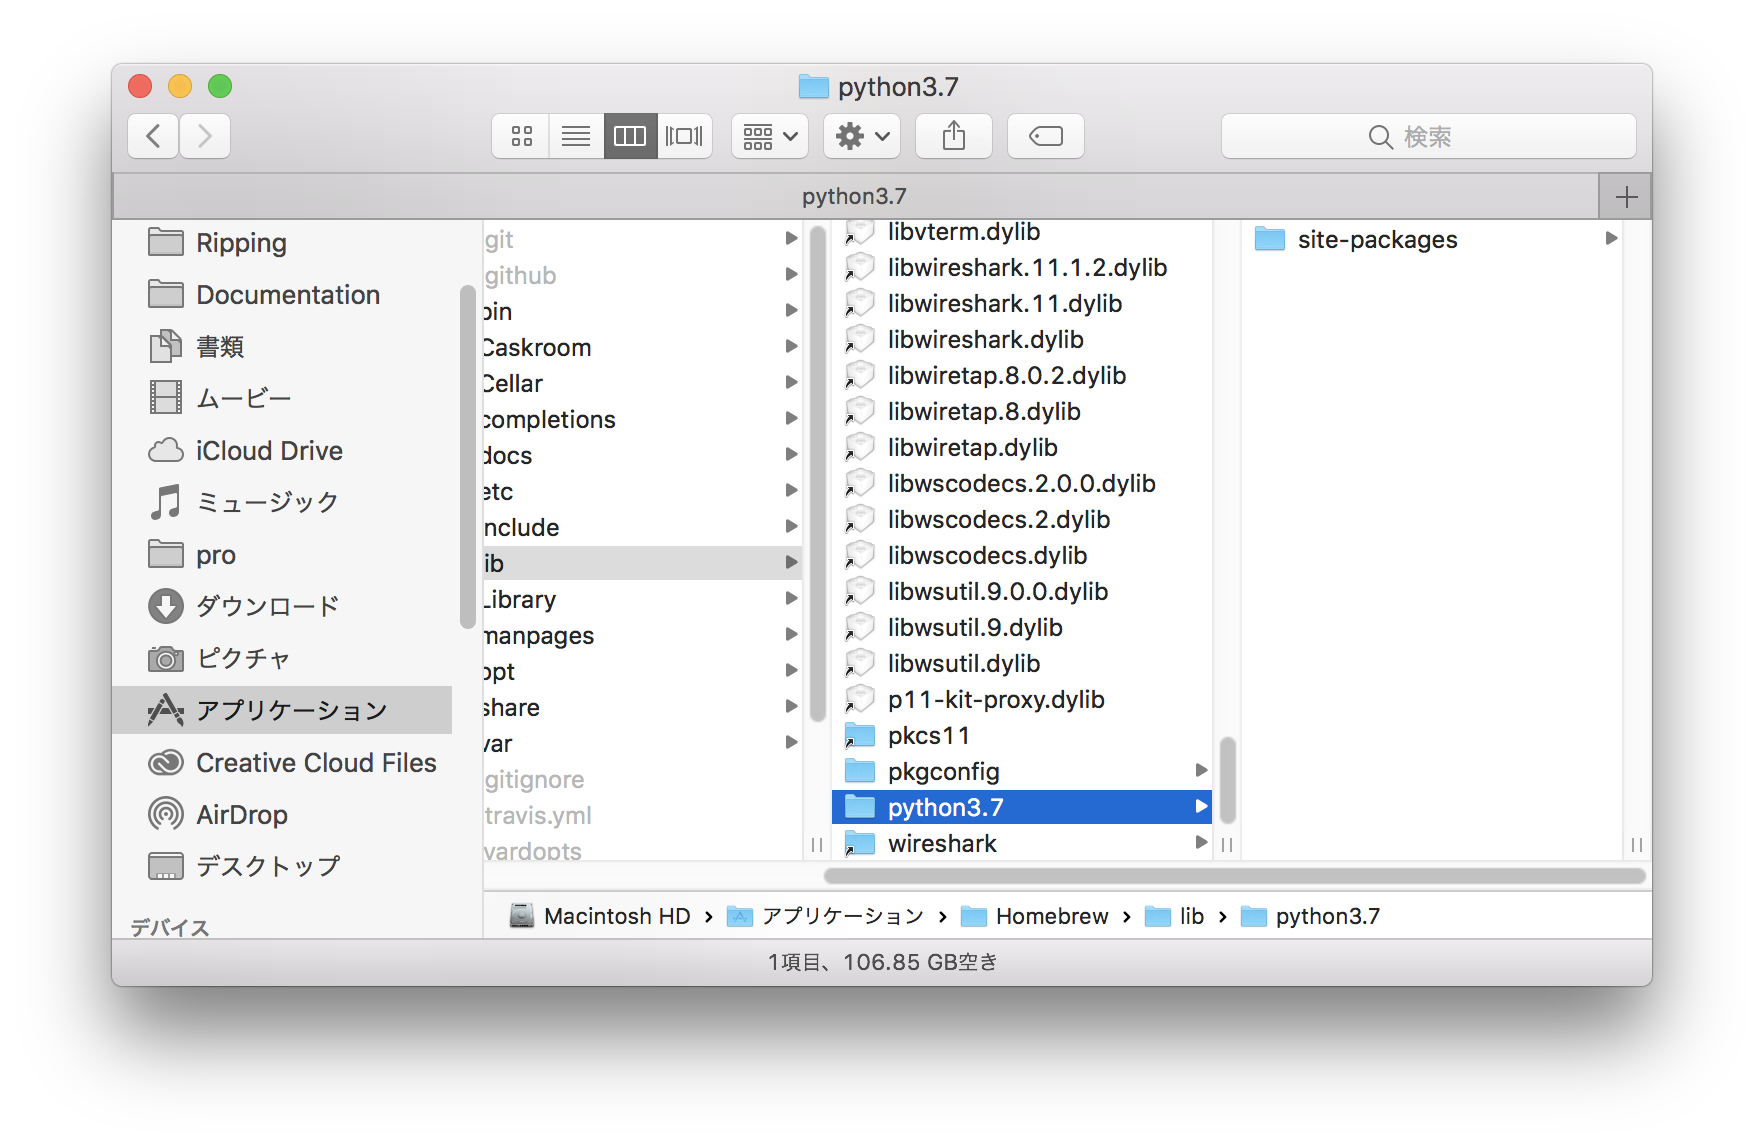 python3.7
検索
python3.7
Ripping
Documentation
書類
ムービー
iCloud Drive
ミュージック
pro
ダウンロード
ピクチャ
アプリケーション
Creative Cloud Files
AirDrop
デスクトップ
デバイス
git
github
bin
Caskroom
Cellar
completions
docs
etc
include
lib
Library
manpages
opt
share
var
gitignore
travis.yml
yardopts
libvterm.dylib
libwireshark.11.1.2.dylib
libwireshark.11.dylib
libwireshark.dylib
libwiretap.8.0.2.dylib
libwiretap.8.dylib
libwiretap.dylib
libwscodecs.2.0.0.dylib
libwscodecs.2.dylib
libwscodecs.dylib
libwsutil.9.0.0.dylib
libwsutil.9.dylib
libwsutil.dylib
p11-kit-proxy.dylib
pkcs11
pkgconfig
python3.7
wireshark
site-packages
Macintosh HD › アプリケーション › Homebrew › lib › python3.7
1項目、106.85 GB空き